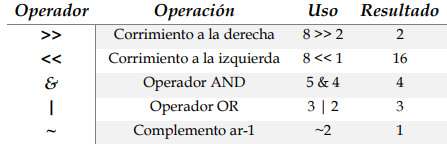 Operador Operación Uso Resultado
>> Corrimiento a la derecha 8 >> 2 2
<< Corrimiento a la izquierda 8 << 1 16
& Operador AND 5 & 4 4
| Operador OR 3 | 2 3
~ Complemento ar-1 ~2 1